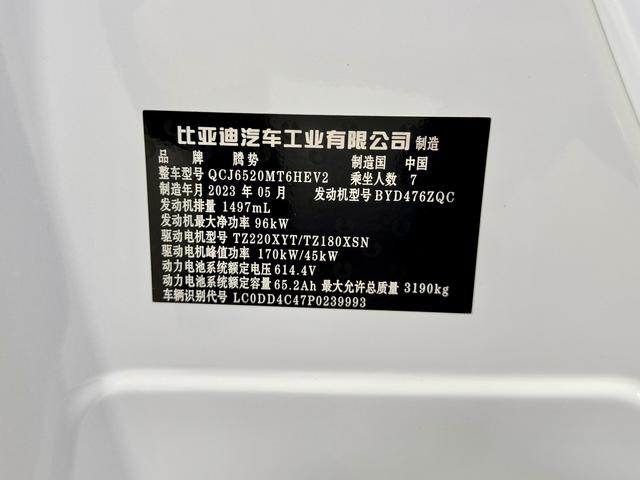 比亚迪汽车工业有限公司 制造
品 牌 腾势 制造国 中国
整车型号 QCJ6520MT6HEV2 乘坐人数 7
制造年月 2023 年 05 月 发动机型号 BYD476ZQC
发动机排量 1497mL
发动机最大净功率 96kW
驱动电机型号 TZ220XYT/TZ180XSN
驱动电机峰值功率 170kW/45kW
动力电池系统额定电压 614.4V
动力电池系统额定容量 65.2Ah 最大允许总质量 3190kg
车辆识别代号 LC0DD4C47P0239993